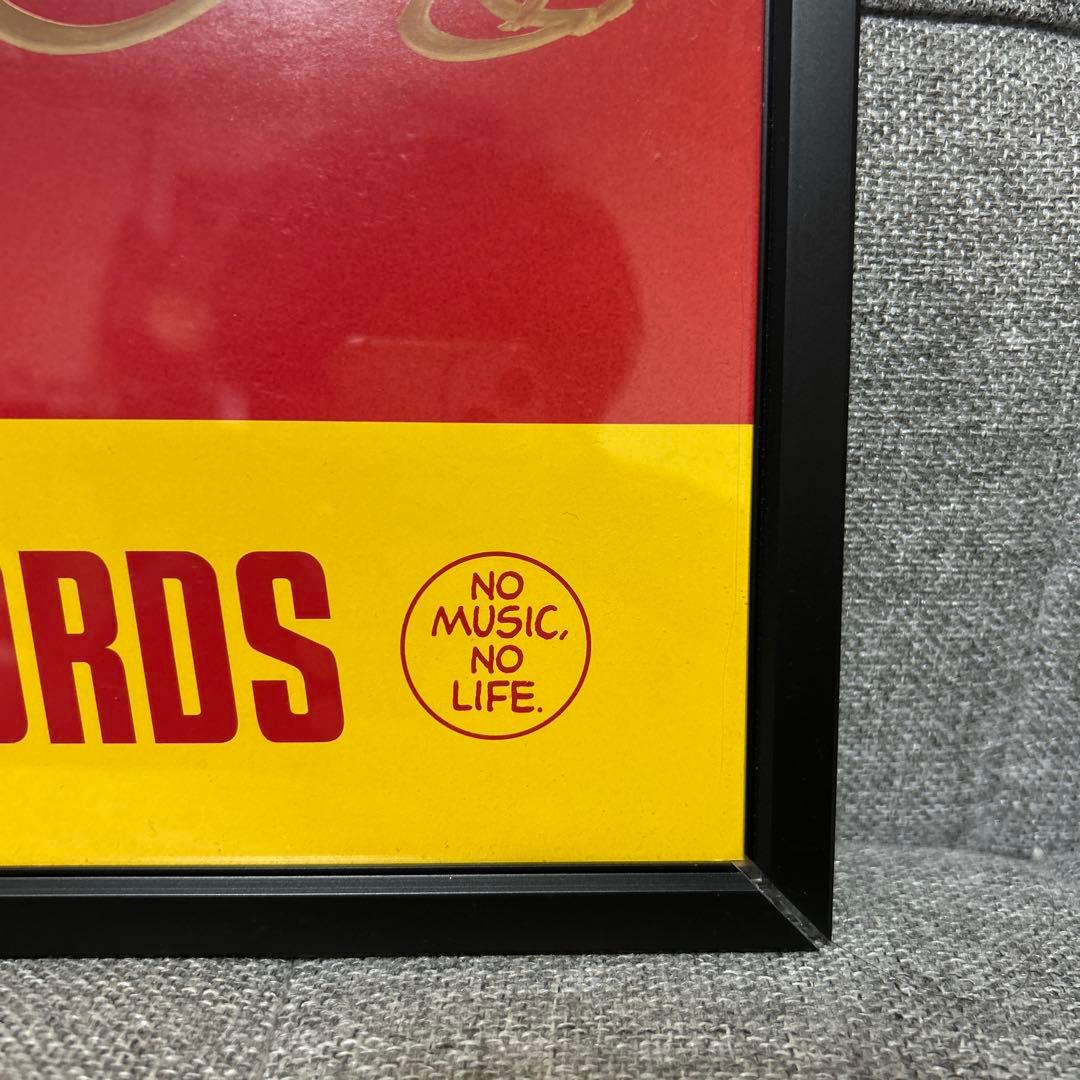 ORDS
NO
MUSIC,
NO
LIFE.